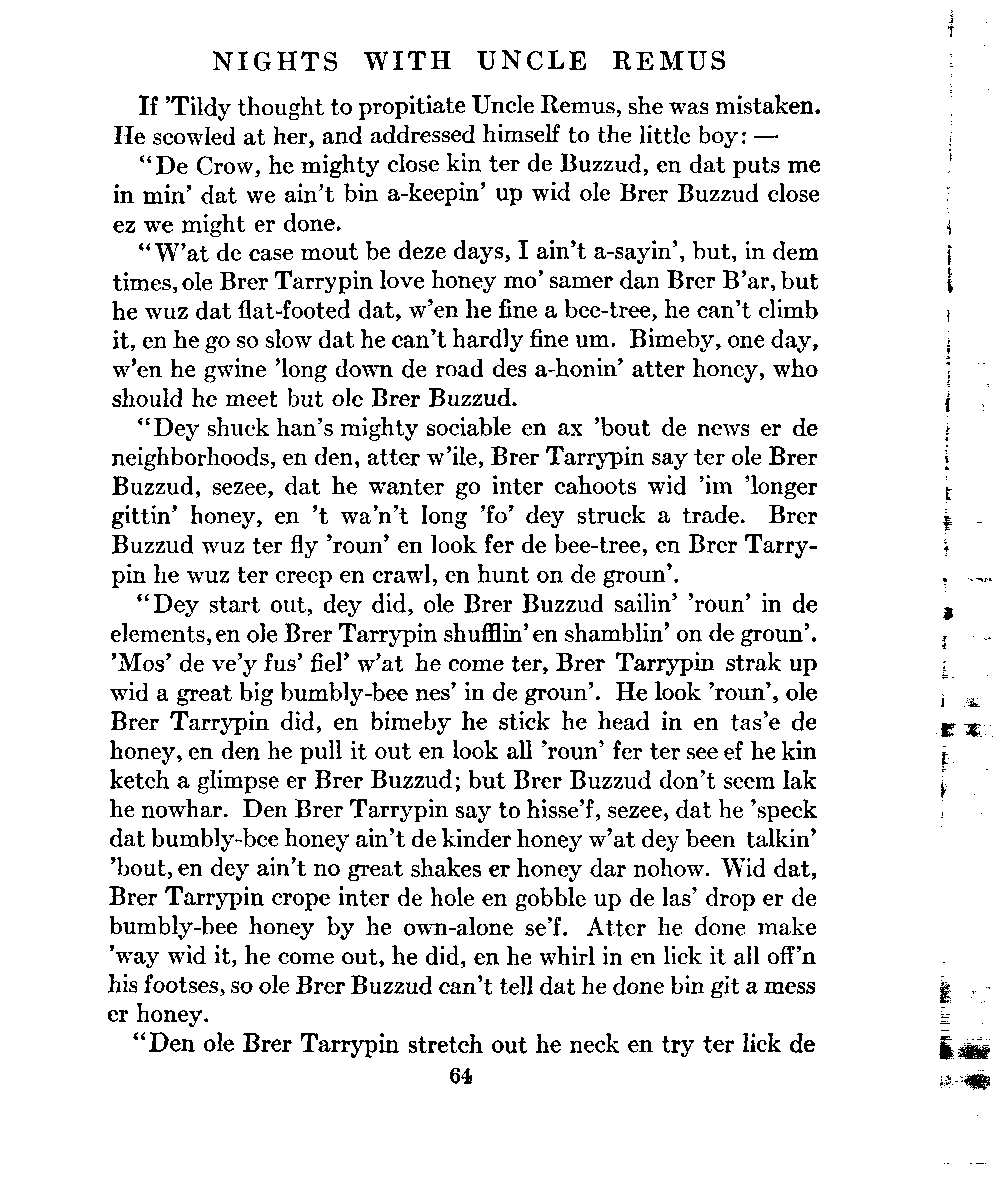 NIGHTS WITH UNCLE REMUS
If 'Tildy thought to propitiate Uncle Remus, she was mistaken.
He scowled at her, and addressed himself to the little boy: —
"De Crow, he mighty close kin ter de Buzzud, en dat puts me
in min' dat we ain't bin a-keepin' up wid ole Brer Buzzud close
ez we might er done.
"W'at de case mout be deze days, I ain't a-sayin', but, in dem
times, ole Brer Tarrypin love honey mo' samer dan Brer B'ar, but
he wuz dat flat-footed dat, w'en he fine a bee-tree, he can't climb
it, en he go so slow dat he can't hardly fine um. Bimeby, one day,
w'en he gwine 'long down de road des a-honin' atter honey, who
should he meet but ole Brer Buzzud.
"Dey shuck han's mighty sociable en ax 'bout de news er de
neighborhoods, en den, atter w'ile, Brer Tarrypin say ter ole Brer
Buzzud, sezee, dat he wanter go inter cahoots wid 'im 'longer
gittin' honey, en 't wa'n't long 'fo' dey struck a trade. Brer
Buzzud wuz ter fly 'roun' en look fer de bee-tree, en Brer Tarry-
pin he wuz ter creep en crawl, en hunt on de groun'.
"Dey start out, dey did, ole Brer Buzzud sailin' 'roun' in de
elements, en ole Brer Tarrypin shufflin' en shamblin' on de groun'.
'Mos' de ve'y fus' fiel' w'at he come ter, Brer Tarrypin strak up
wid a great big bumbly-bee nes' in de groun'. He look 'roun', ole
Brer Tarrypin did, en bimeby he stick he head in en tas'e de
honey, en den he pull it out en look all 'roun' fer ter see ef he kin
ketch a glimpse er Brer Buzzud; but Brer Buzzud don't seem lak
he nowhar. Den Brer Tarrypin say to hisse'f, sezee, dat he 'speck
dat bumbly-bee honey ain't de kinder honey w'at dey been talkin'
'bout, en dey ain't no great shakes er honey dar nohow. Wid dat,
Brer Tarrypin crope inter de hole en gobble up de las' drop er de
bumbly-bee honey by he own-alone se'f. Atter he done make
'way wid it, he come out, he did, en he whirl in en lick it all off'n
his footses, so ole Brer Buzzud can't tell dat he done bin git a mess
er honey.
"Den ole Brer Tarrypin stretch out he neck en try ter lick de
64